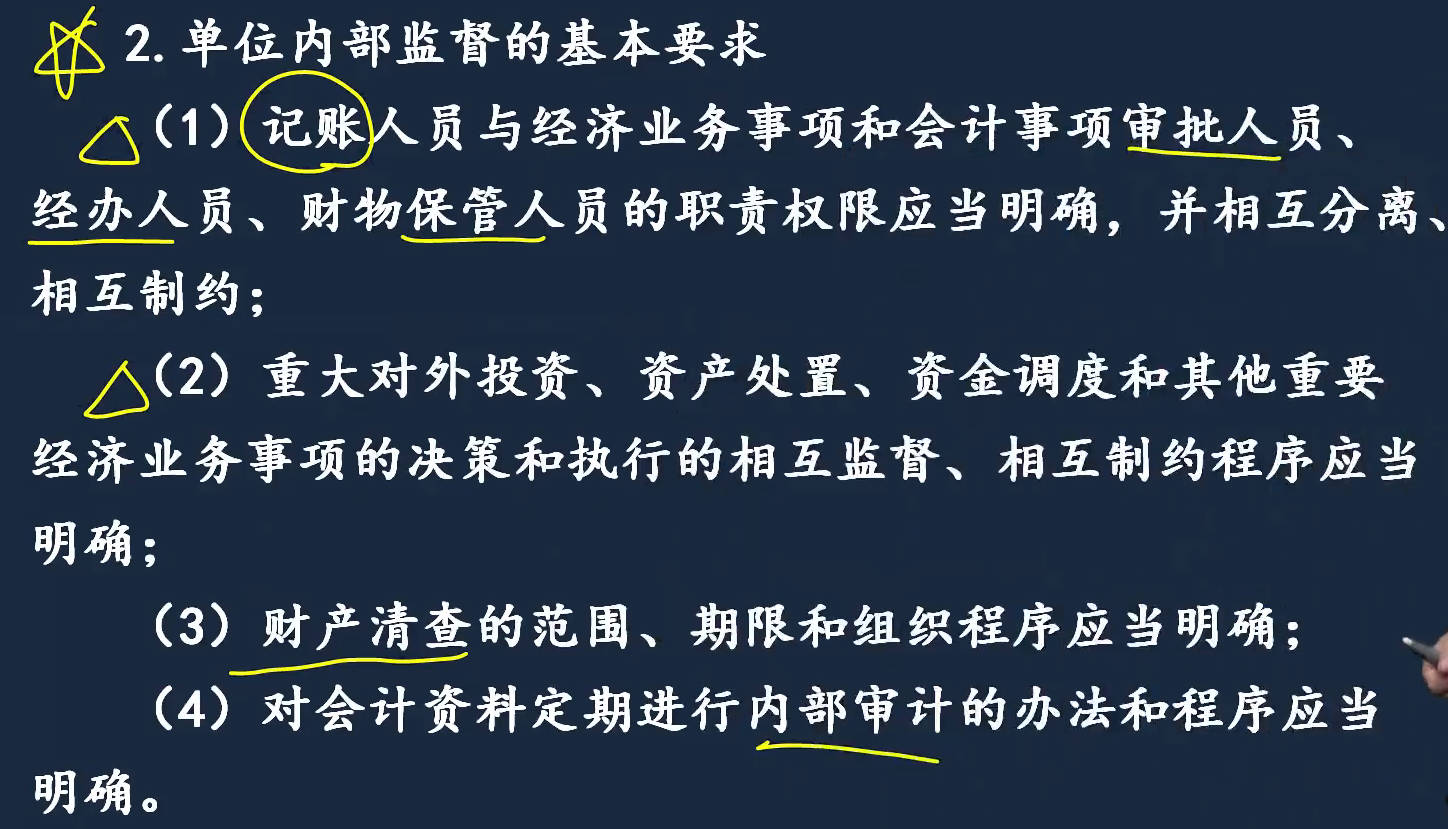 2.单位内部监督的基本要求
（1）记账人员与经济业务事项和会计事项审批人员、
经办人员、财物保管人员的职责权限应当明确，并相互分离、
相互制约；
（2）重大对外投资、资产处置、资金调度和其他重要
经济业务事项的决策和执行的相互监督、相互制约程序应当
明确；
（3）财产清查的范围、期限和组织程序应当明确；
（4）对会计资料定期进行内部审计的办法和程序应当
明确。